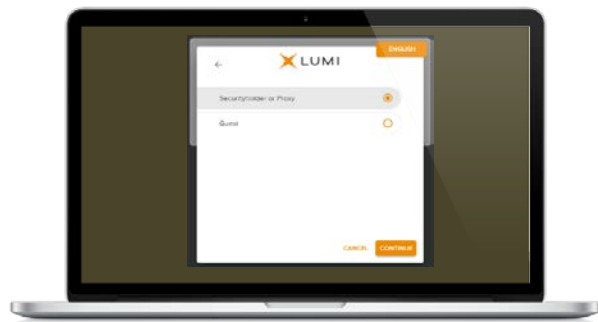 ENGLISH
LUMI
Securityholder or Proxy
Guest
CANCEL CONTINUE